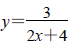 y = 3/(2x+4)